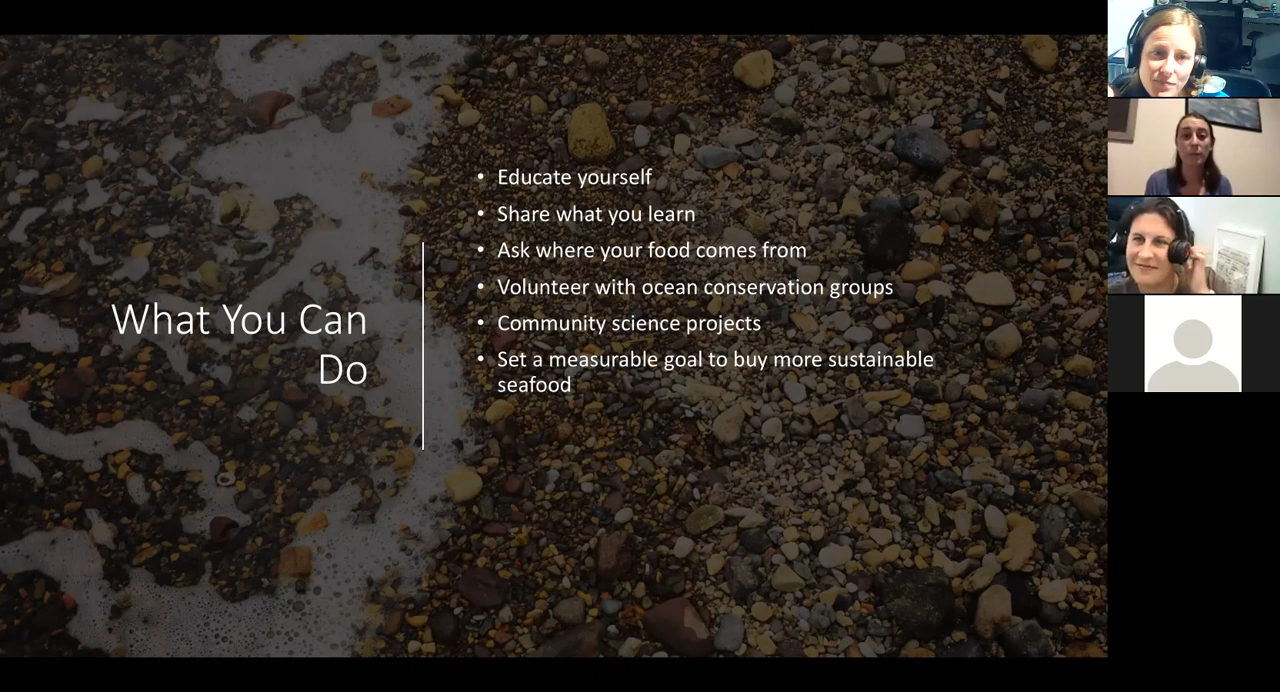 What You Can
Do
• Educate yourself
• Share what you learn
• Ask where your food comes from
• Volunteer with ocean conservation groups
• Community science projects
• Set a measurable goal to buy more sustainable
seafood